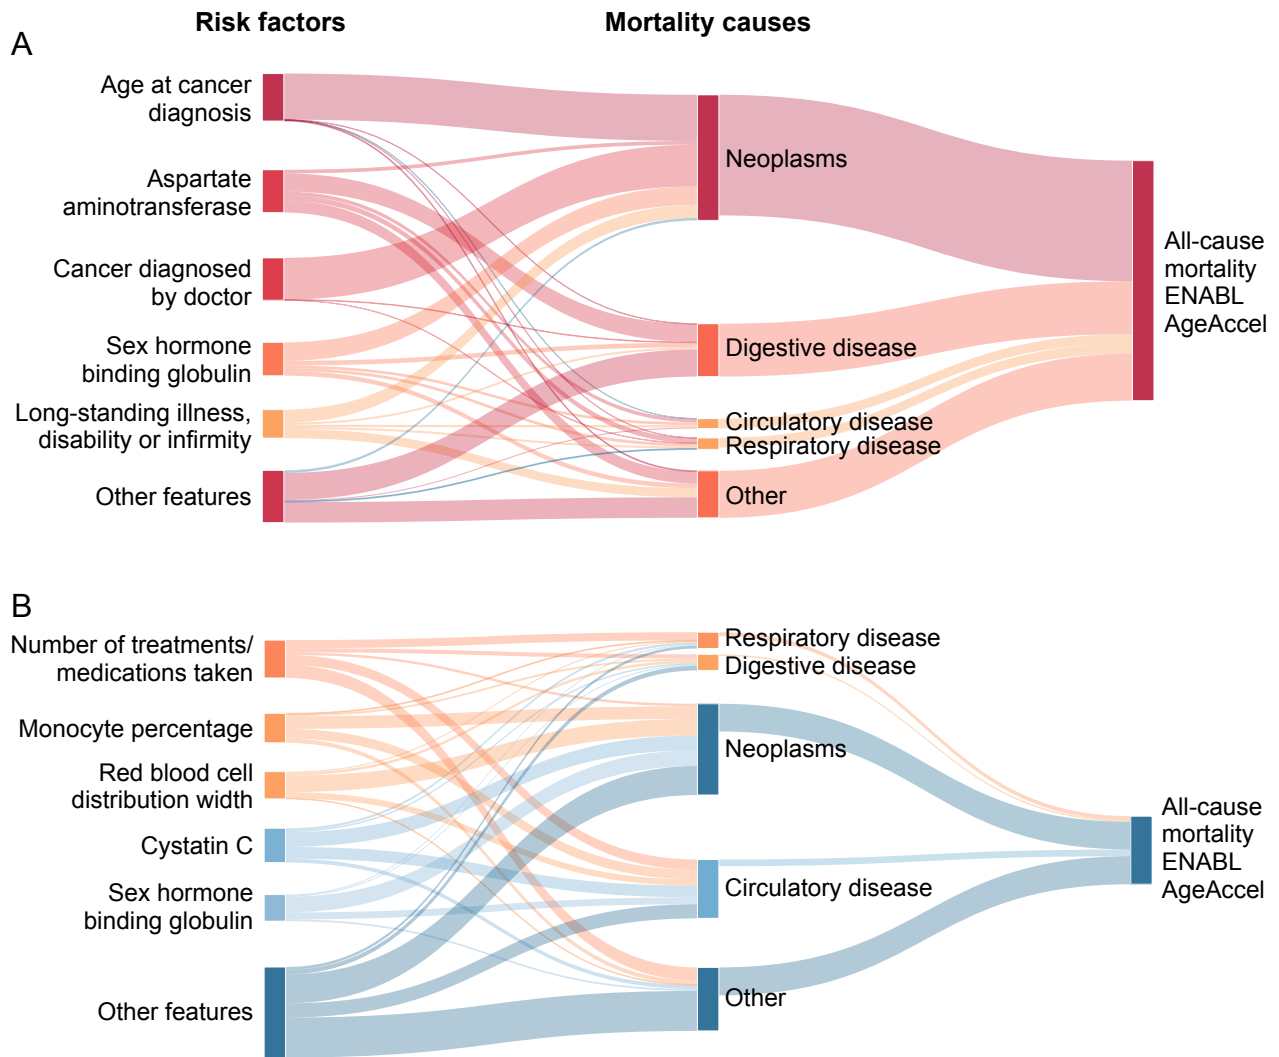 Risk factors
Mortality causes
A
Age at cancer
diagnosis
Aspartate
aminotransferase
Cancer diagnosed
by doctor
Sex hormone
binding globulin
Long-standing illness,
disability or infirmity
Other features
Neoplasms
Digestive disease
Circulatory disease
Respiratory disease
Other
All-cause
mortality
ENABL
AgeAccel
B
Number of treatments/
medications taken
Monocyte percentage
Red blood cell
distribution width
Cystatin C
Sex hormone
binding globulin
Other features
Respiratory disease
Digestive disease
Neoplasms
Circulatory disease
Other
All-cause
mortality
ENABL
AgeAccel